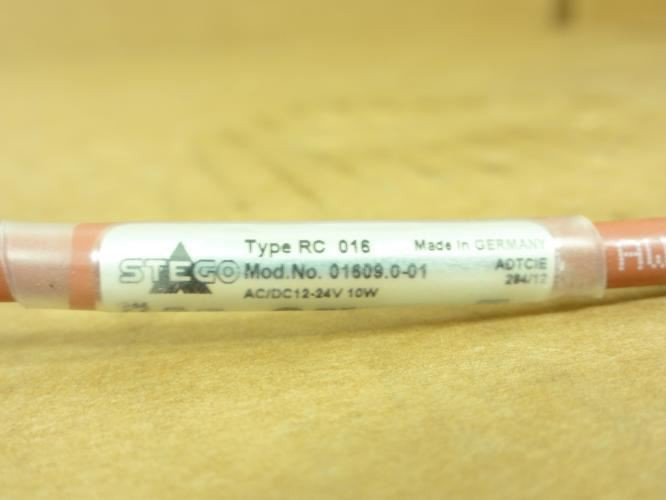 STEGO
Type RC 016
Mod.No. 01609.0-01
AC/DC12-24V 10W
Made in GERMANY
ADTCIE
294/12
AW